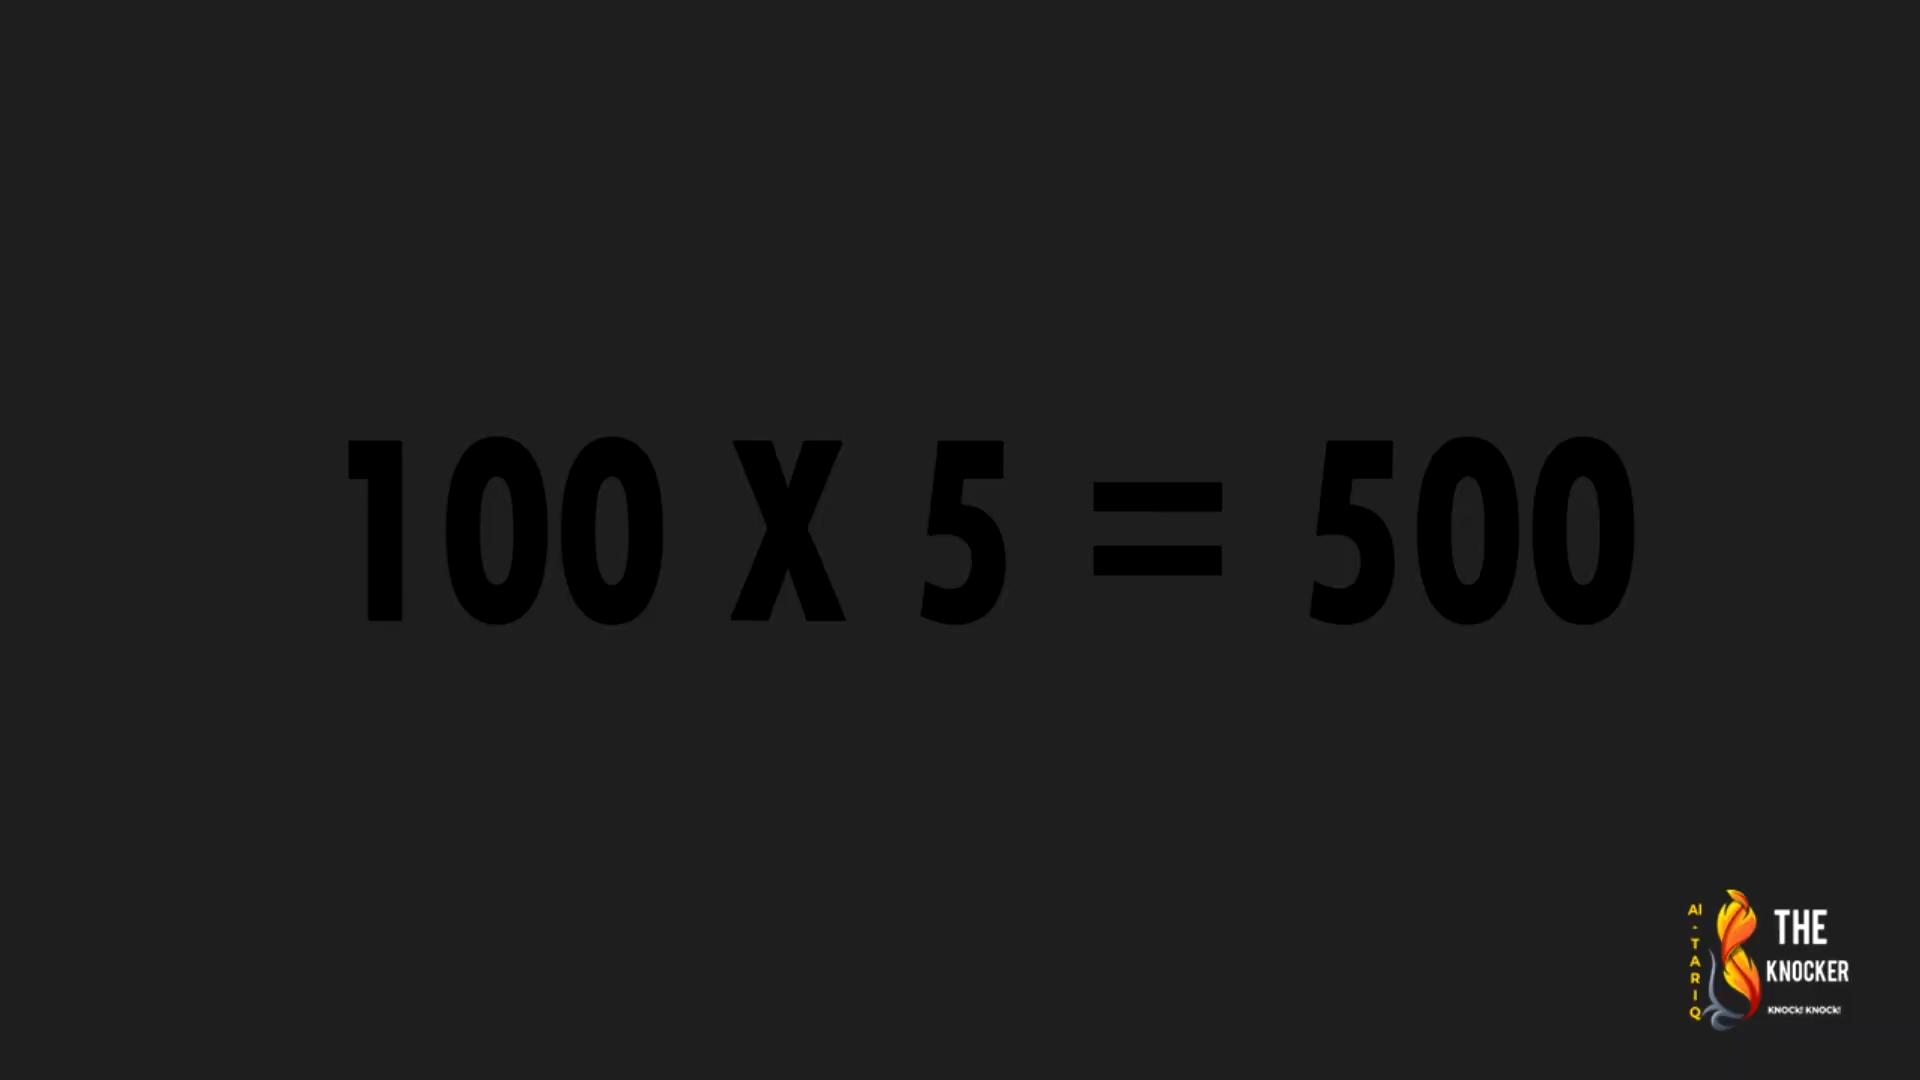 100 X 5 = 500
Al-TARIQ
THE
KNOCKER
KNOCK! KNOCK!